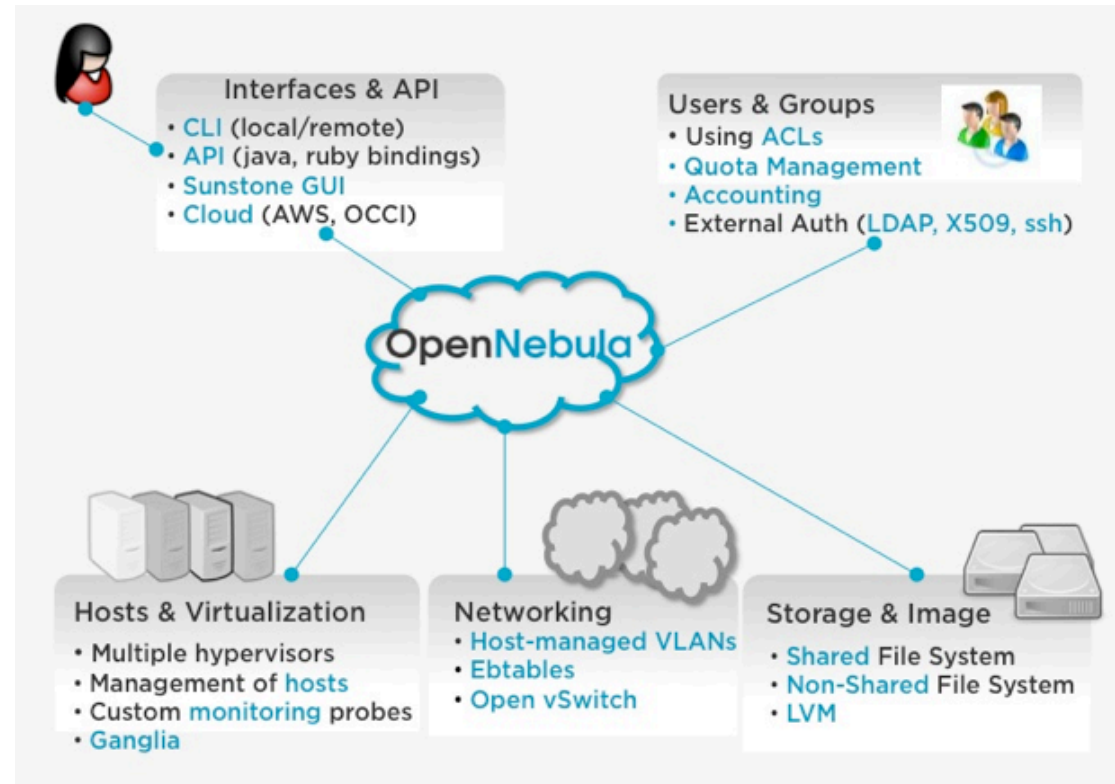 Interfaces & API
• CLI (local/remote)
• API (java, ruby bindings)
• Sunstone GUI
• Cloud (AWS, OCCI)
Users & Groups
• Using ACLs
• Quota Management
• Accounting
• External Auth (LDAP, X509, ssh)
OpenNebula
Hosts & Virtualization
• Multiple hypervisors
• Management of hosts
• Custom monitoring probes
• Ganglia
Networking
• Host-managed VLANs
• Ebtables
• Open vSwitch
Storage & Image
• Shared File System
• Non-Shared File System
• LVM